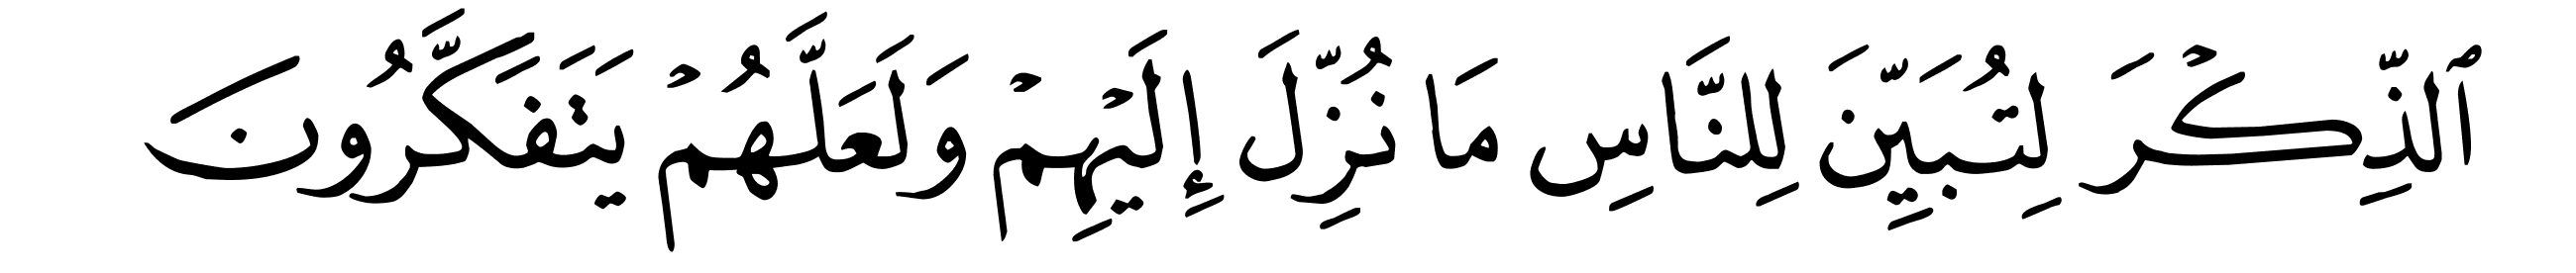 ٱلذِّكْرَ لِتُبَيِّنَ لِلنَّاسِ مَا نُزِّلَ إِلَيْهِمْ وَلَعَلَّهُمْ يَتَفَكَّرُونَ